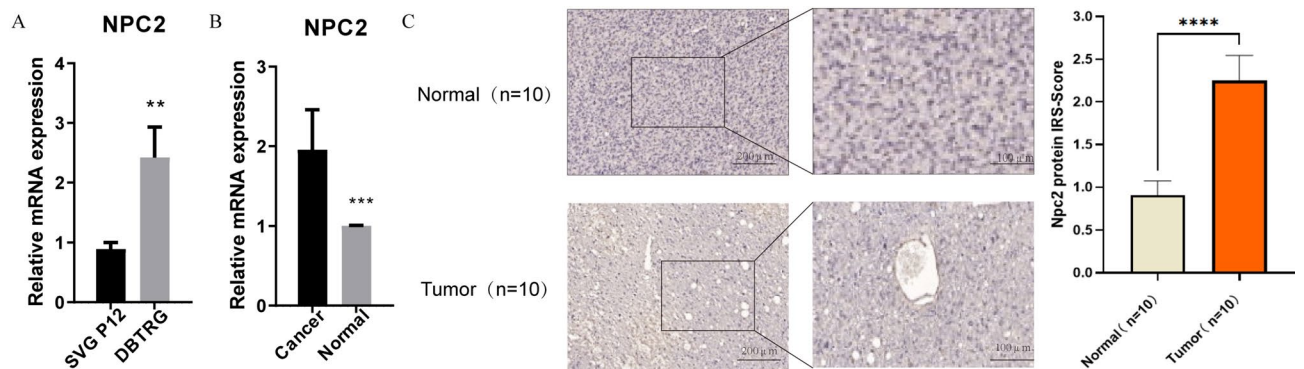 A
NPC2
Relative mRNA expression
4
3
2
1
0
**
SVG P12
DBTRG
B
NPC2
Relative mRNA expression
3
2
1
0
***
Cancer
Normal
C
Normal（n=10）
200μm
100μm
Tumor（n=10）
200μm
100μm
Npc2 protein IRS-Score
3.0
2.5
2.0
1.5
1.0
0.5
0.0
****
Normal（n=10）
Tumor（n=10）